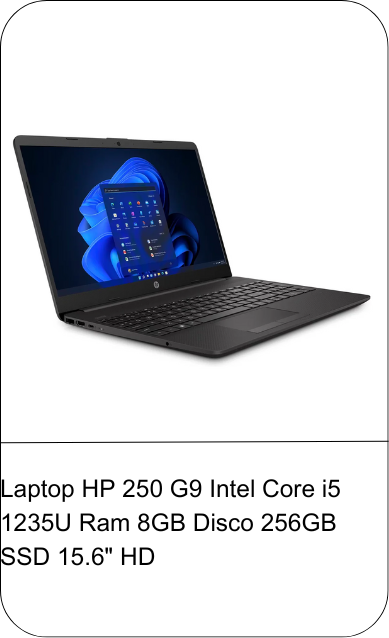 Laptop HP 250 G9 Intel Core i5
1235U Ram 8GB Disco 256GB
SSD 15.6" HD